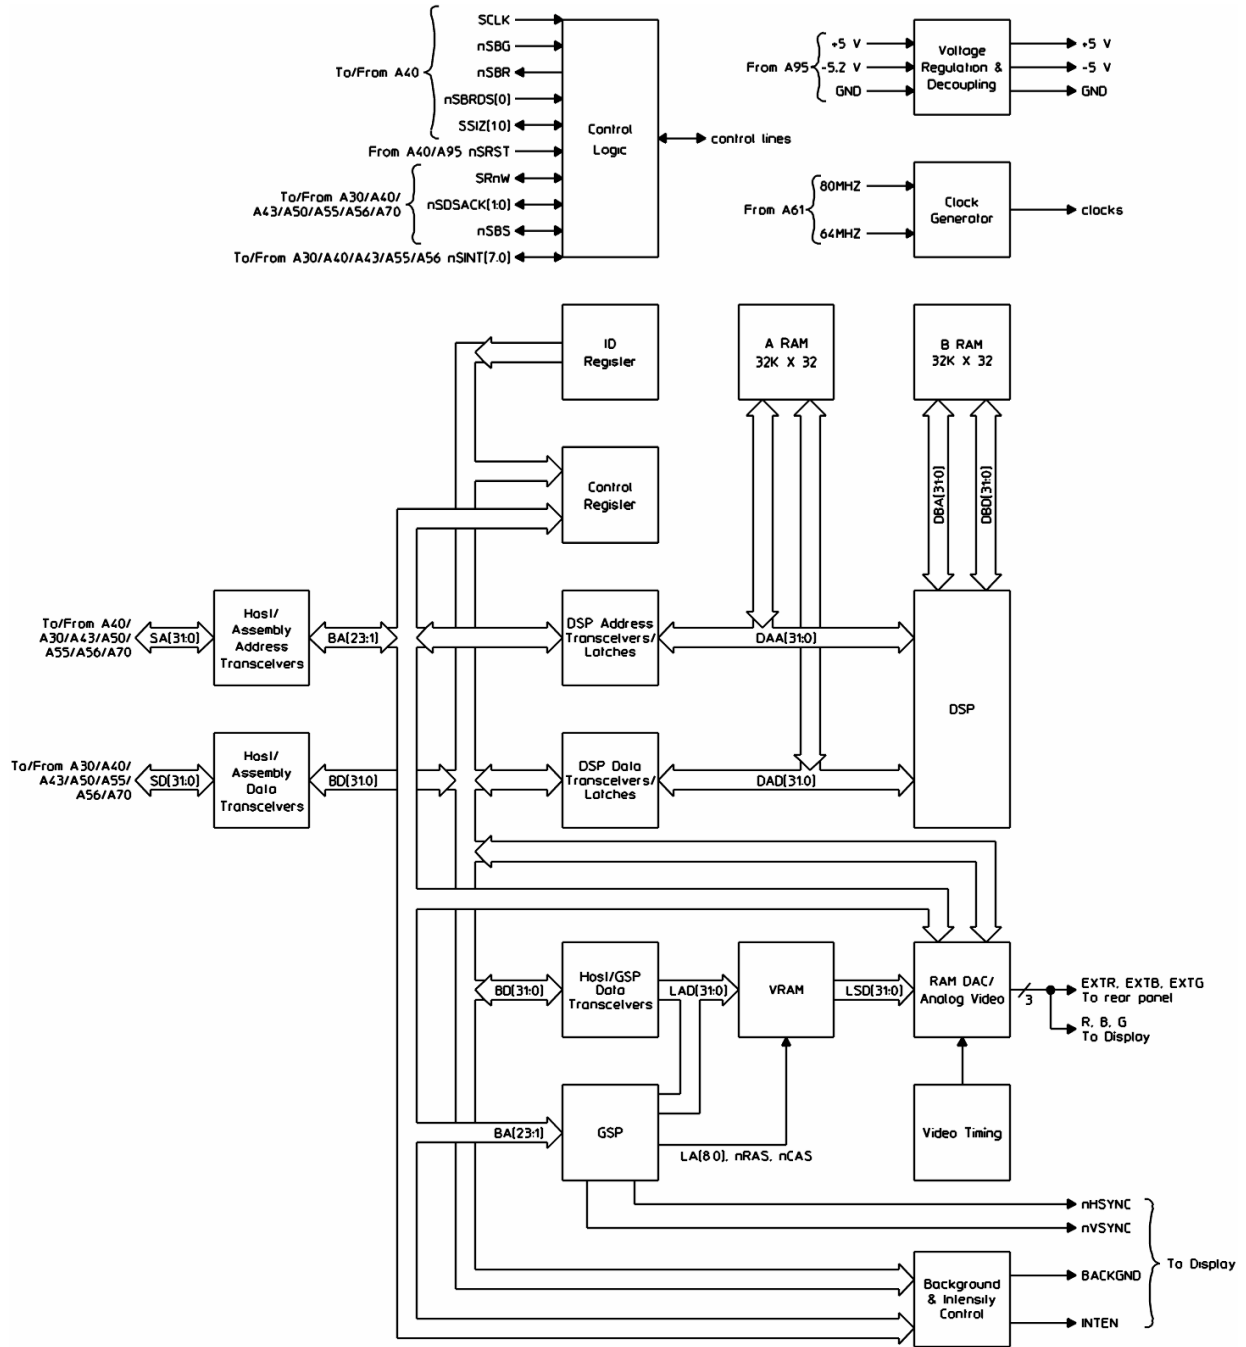 SCLK
nSBG
To/From A40
nSBR
nSBRDS[0]
SSIZ[1:0]
From A40/A95 nSRST
SRnW
To/From A30/A40/
A43/A50/A55/A56/A70
nSDSACK[1:0]
nSBS
To/From A30/A40/A43/A55/A56 nSINT[7:0]
Control
Logic
control lines
From A95
+5 V
-5.2 V
GND
Voltage
Regulation &
Decoupling
+5 V
-5 V
GND
From A61
80MHZ
64MHZ
Clock
Generator
clocks
ID
Register
A RAM
32K X 32
B RAM
32K X 32
Control
Register
DBA[31:0]
DBD[31:0]
To/From A40/
A30/A43/A50/
A55/A56/A70
SA[31:0]
Host/
Assembly
Address
Transceivers
BA[23:1]
DSP Address
Transceivers/
Latches
DAA[31:0]
DSP
To/From A30/A40/
A43/A50/A55/
A56/A70
SD[31:0]
Host/
Assembly
Data
Transceivers
BD[31:0]
DSP Data
Transceivers/
Latches
DAD[31:0]
BD[31:0]
Host/GSP
Data
Transceivers
LAD[31:0]
VRAM
LSD[31:0]
RAM DAC/
Analog Video
3
EXTR, EXTB, EXTG
To rear panel
R, B, G
To Display
BA[23:1]
GSP
LA[8:0], nRAS, nCAS
Video Timing
nHSYNC
nVSYNC
To Display
Background
& Intensity
Control
BACKGND
INTEN